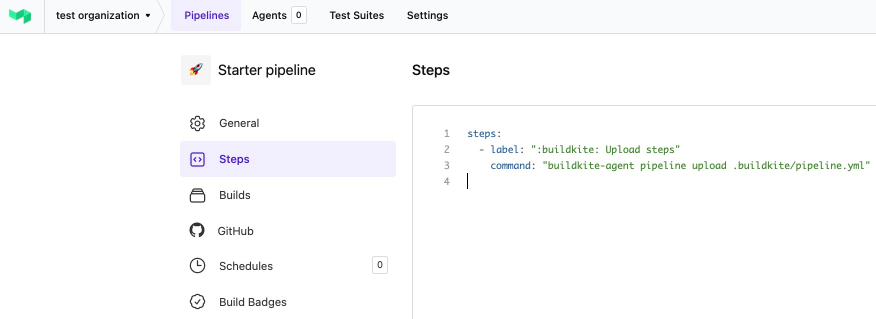 test organization Pipelines Agents 0 Test Suites Settings
Starter pipeline
General
Steps
Builds
GitHub
Schedules 0
Build Badges
Steps
1 steps:
2   - label: ":buildkite: Upload steps"
3     command: "buildkite-agent pipeline upload .buildkite/pipeline.yml"
4